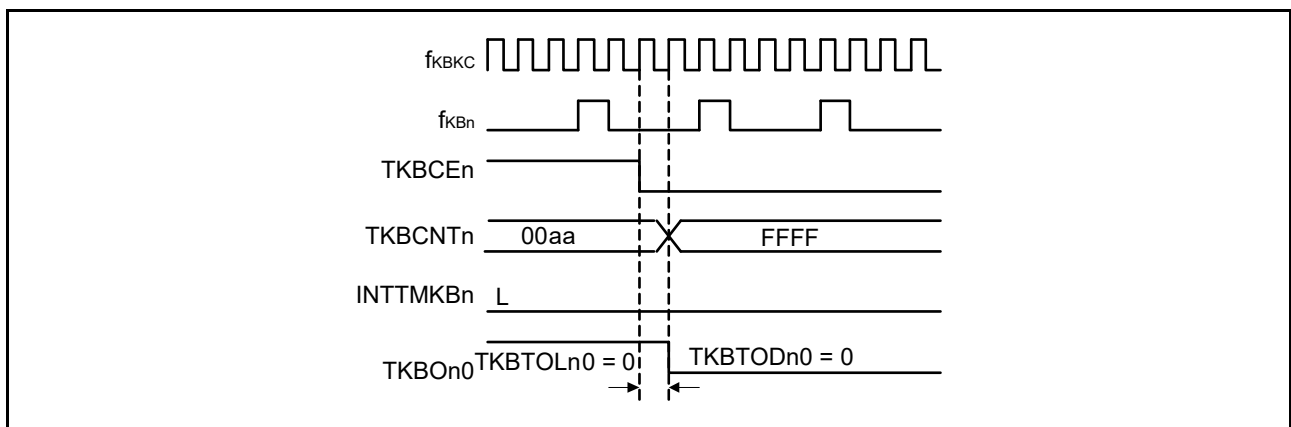 fKBKC
fKBn
TKBCEn
TKBCNTn 00aa FFFF
INTTMKBn L
TKBOn0 TKBTOLn0 = 0 TKBTODn0 = 0